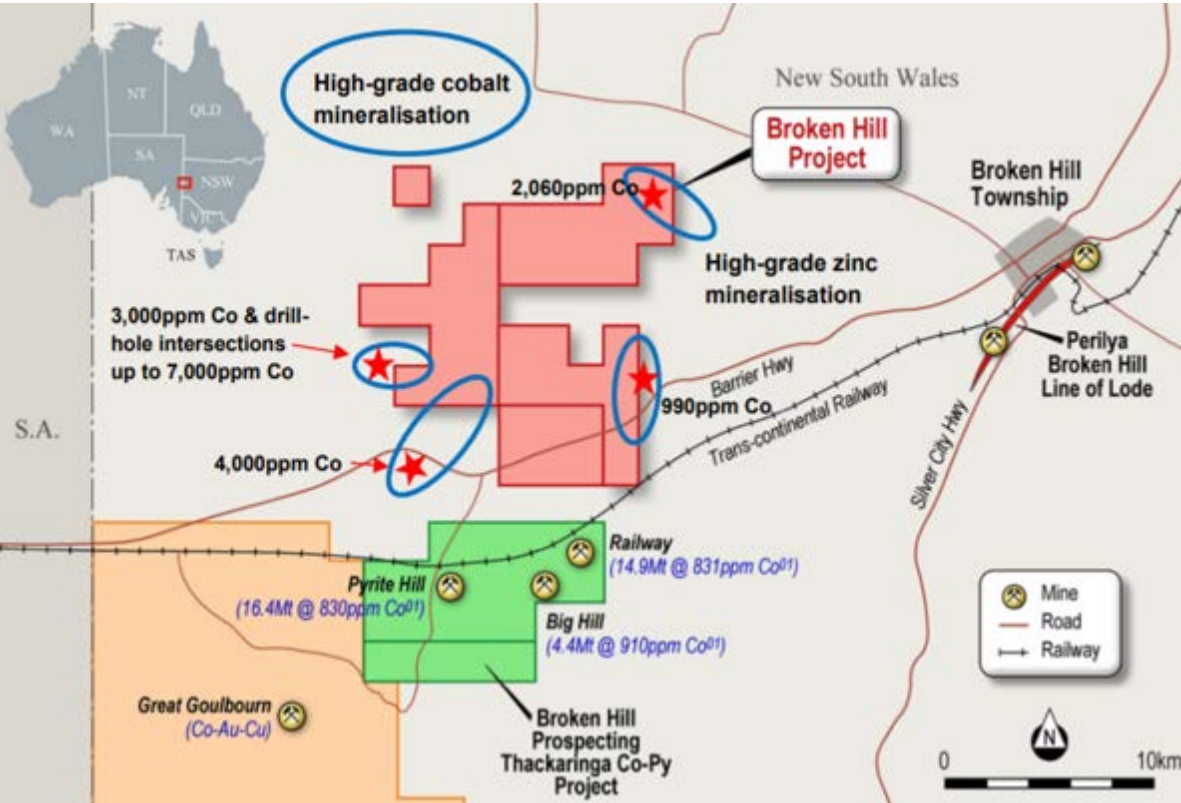 WA
NT
SA
QLD
NSW
VIC
TAS
High-grade cobalt
mineralisation
New South Wales
Broken Hill
Project
Broken Hill
Township
2,060ppm Co
High-grade zinc
mineralisation
3,000ppm Co & drill-
hole intersections
up to 7,000ppm Co
Perilya
Broken Hill
Line of Lode
Barrier Hwy
990ppm Co
Trans-continental Railway
S.A.
4,000ppm Co
Silver City Hwy
Railway
(14.9Mt @ 831ppm Co01)
Pyrite Hill
(16.4Mt @ 830ppm Co01)
Big Hill
(4.4Mt @ 910ppm Co01)
Great Goulbourn
(Co-Au-Cu)
Broken Hill
Prospecting
Thackaringa Co-Py
Project
Mine
Road
Railway
N
0 10km